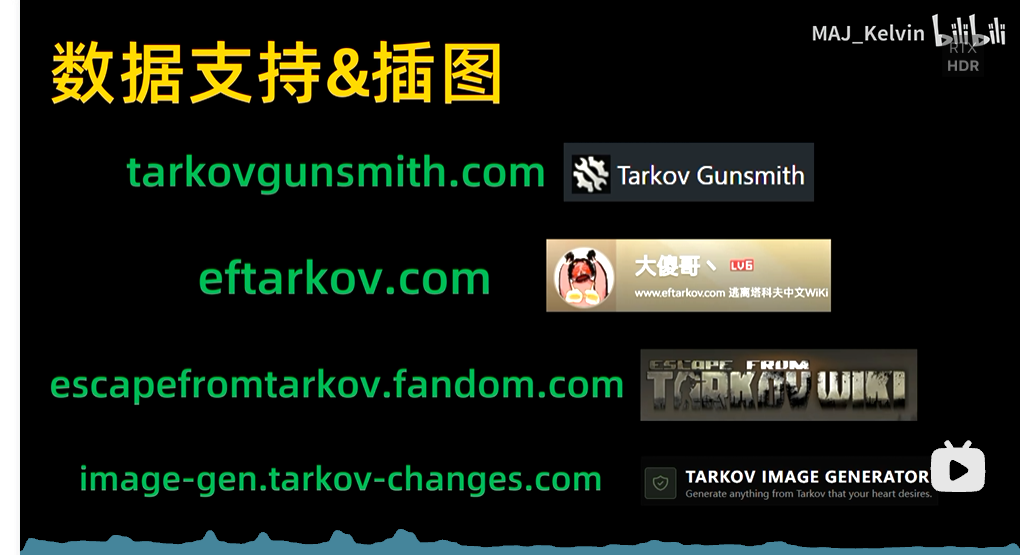 MAJ_Kelvin bilibili
RTX
HDR
数据支持&插图
tarkovgunsmith.com
Tarkov Gunsmith
eftarkov.com
大傻哥丶 LV6
www.eftarkov.com 逃离塔科夫中文WiKi
escapefromtarkov.fandom.com
ESCAPE FROM
TARKOV WIKI
image-gen.tarkov-changes.com
TARKOV IMAGE GENERATOR
Generate anything from Tarkov that your heart desires.